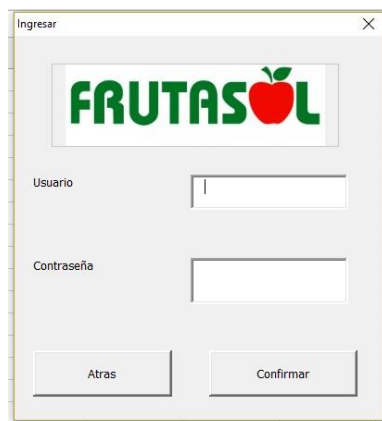 Ingresar
FRUTASOL
Usuario
Contraseña
Atras
Confirmar